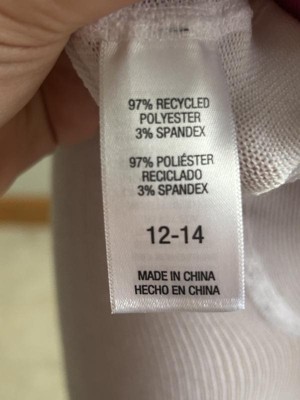 97% RECYCLED
POLYESTER
3% SPANDEX
97% POLIÉSTER
RECICLADO
3% SPANDEX
12-14
MADE IN CHINA
HECHO EN CHINA